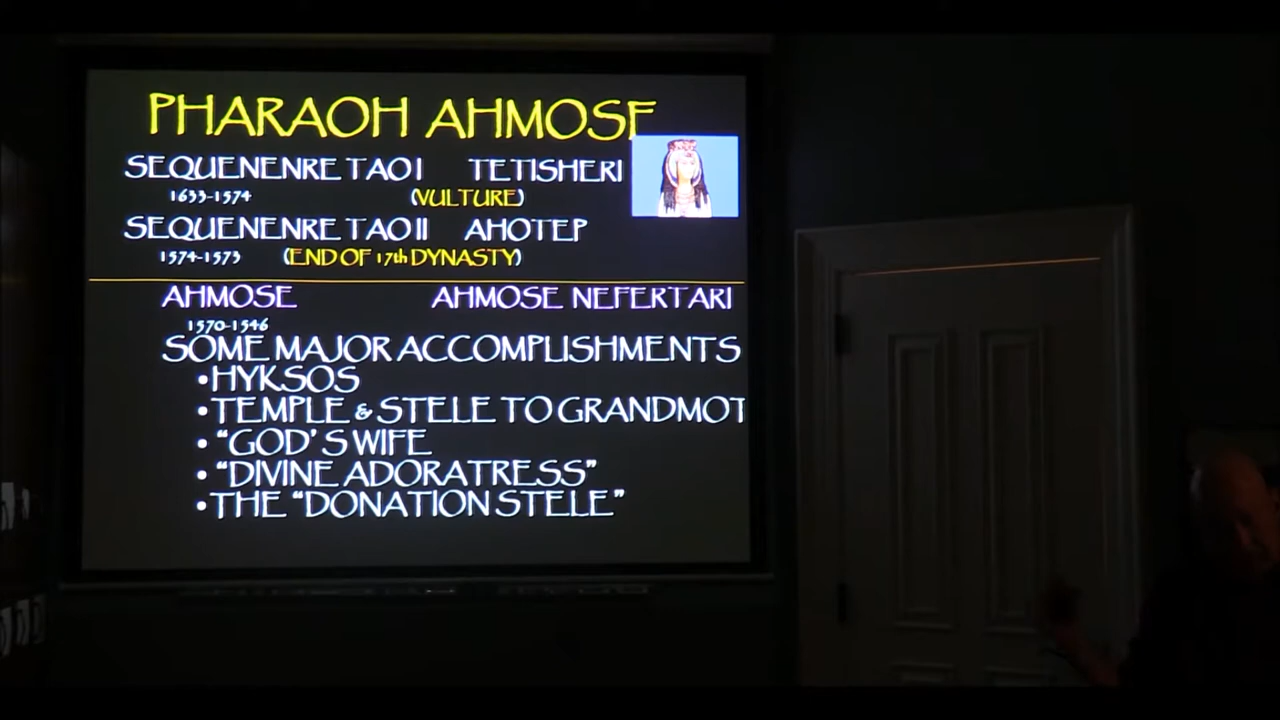 PHARAOH AHMOSE
SEQUENENRE TAO I TETISHERI
1633-1574 (VULTURE)
SEQUENENRE TAO II AHOTEP
1574-1573 (END OF 17th DYNASTY)
AHMOSE AHMOSE NEFERTARI
1570-1546
SOME MAJOR ACCOMPLISHMENTS
•HYKSOS
•TEMPLE & STELE TO GRANDMOT
• "GOD'S WIFE
• "DIVINE ADORATRESS"
•THE "DONATION STELE"